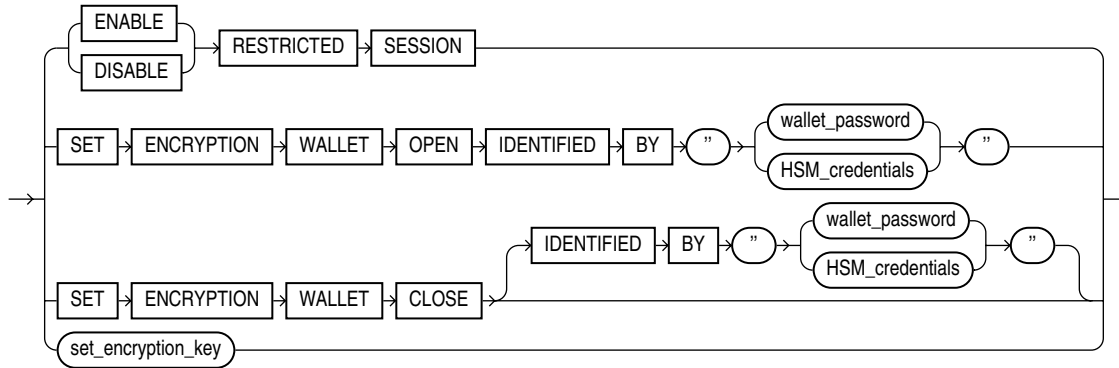 ENABLE
DISABLE
RESTRICTED SESSION
SET ENCRYPTION WALLET OPEN IDENTIFIED BY " wallet_password "
HSM_credentials
IDENTIFIED BY " wallet_password "
HSM_credentials
SET ENCRYPTION WALLET CLOSE
set_encryption_key